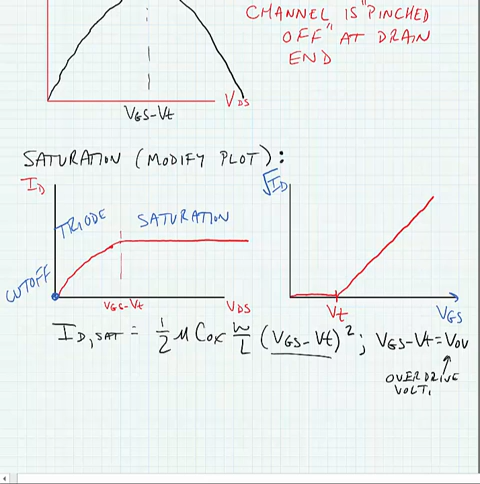 CHANNEL IS "PINCHED
OFF" AT DRAIN
END
VDS
VGS-Vt
SATURATION (MODIFY PLOT):
ID
TRIODE
SATURATION
CUTOFF
VGS-Vt
VDS
√ID
Vt
VGS
ID,SAT = 1/2 μ Cox W/L (VGS-Vt)²; VGS-Vt=VOV
OVERDRIVE
VOLT,